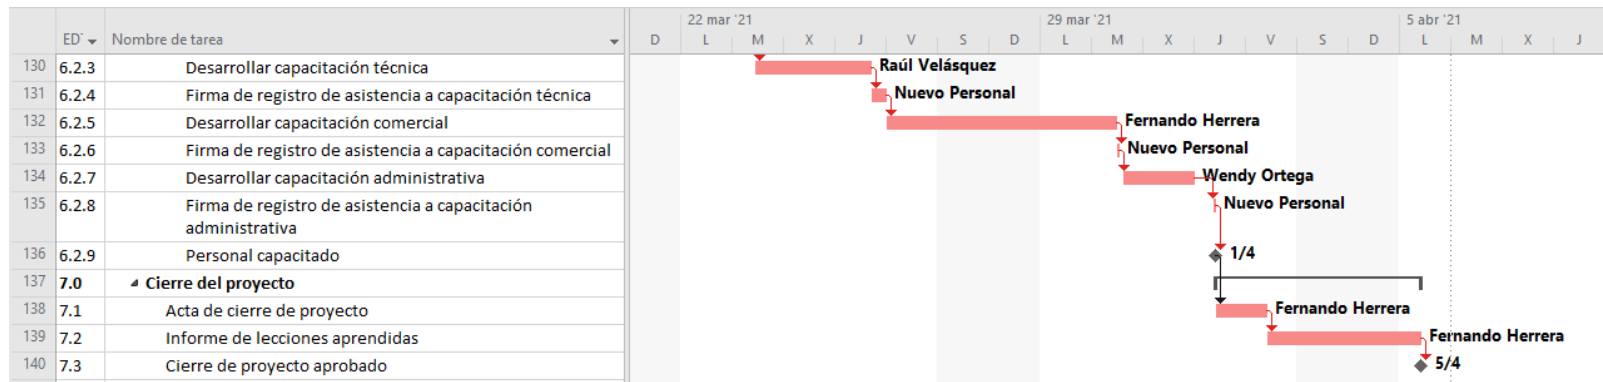 22 mar '21 29 mar '21 5 abr '21
ED' Nombre de tarea D L M X J V S D L M X J V S D L M X J
130 6.2.3 Desarrollar capacitación técnica Raúl Velásquez
131 6.2.4 Firma de registro de asistencia a capacitación técnica Nuevo Personal
132 6.2.5 Desarrollar capacitación comercial Fernando Herrera
133 6.2.6 Firma de registro de asistencia a capacitación comercial Nuevo Personal
134 6.2.7 Desarrollar capacitación administrativa Wendy Ortega
135 6.2.8 Firma de registro de asistencia a capacitación Nuevo Personal
administrativa
136 6.2.9 Personal capacitado 1/4
137 7.0 Cierre del proyecto
138 7.1 Acta de cierre de proyecto Fernando Herrera
139 7.2 Informe de lecciones aprendidas Fernando Herrera
140 7.3 Cierre de proyecto aprobado 5/4